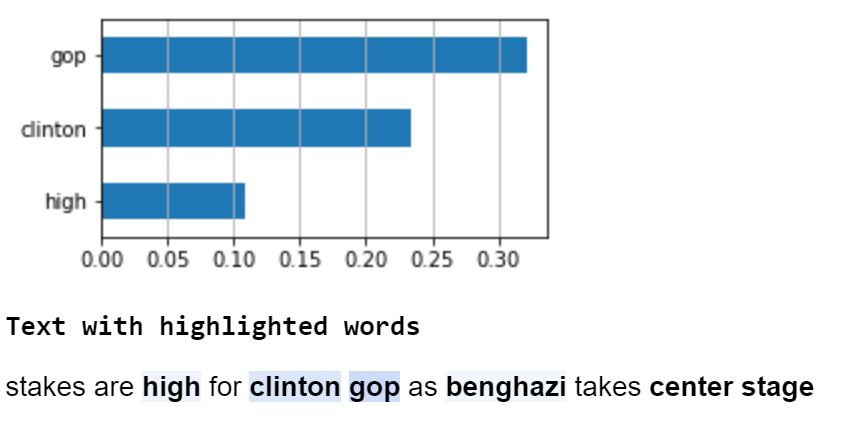 gop
clinton
high
0.00 0.05 0.10 0.15 0.20 0.25 0.30
Text with highlighted words
stakes are high for clinton gop as benghazi takes center stage